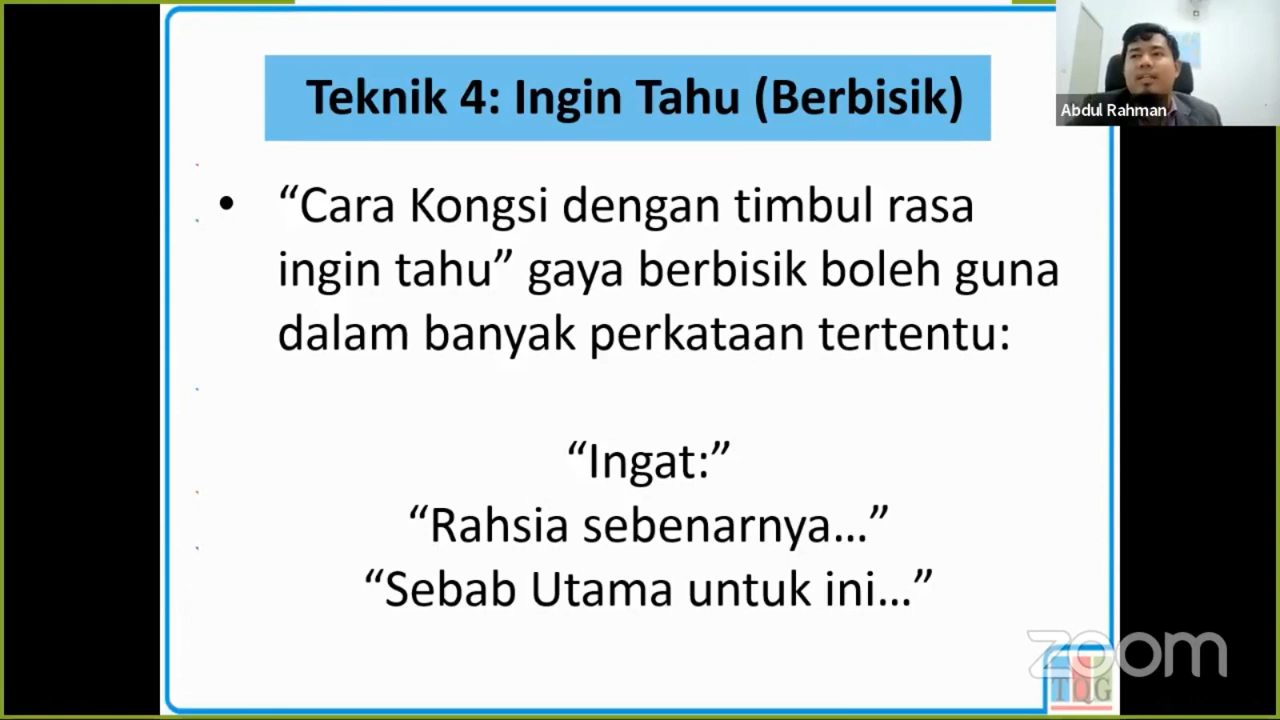 Teknik 4: Ingin Tahu (Berbisik)
Abdul Rahman
• “Cara Kongsi dengan timbul rasa
ingin tahu” gaya berbisik boleh guna
dalam banyak perkataan tertentu:
“Ingat:”
“Rahsia sebenarnya...”
“Sebab Utama untuk ini...”
zoom
TQG